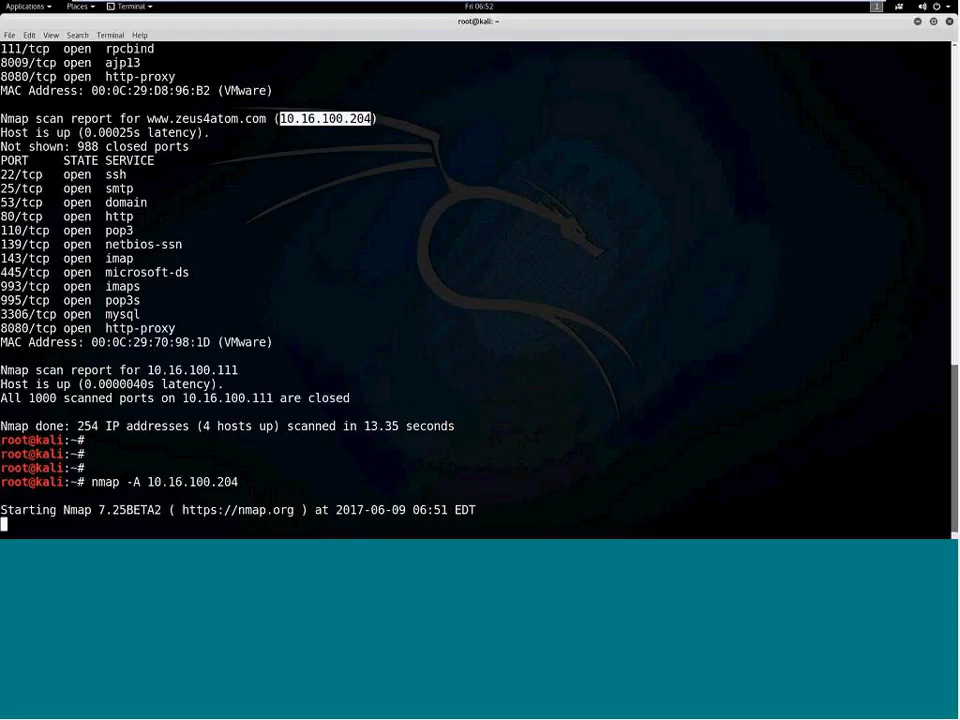 Applications Places Terminal Fri 06:52 1
root@kali: ~
File Edit View Search Terminal Help
111/tcp open rpcbind
8009/tcp open ajp13
8080/tcp open http-proxy
MAC Address: 00:0C:29:D8:96:B2 (VMware)
Nmap scan report for www.zeus4atom.com (10.16.100.204)
Host is up (0.00025s latency).
Not shown: 988 closed ports
PORT STATE SERVICE
22/tcp open ssh
25/tcp open smtp
53/tcp open domain
80/tcp open http
110/tcp open pop3
139/tcp open netbios-ssn
143/tcp open imap
445/tcp open microsoft-ds
993/tcp open imaps
995/tcp open pop3s
3306/tcp open mysql
8080/tcp open http-proxy
MAC Address: 00:0C:29:70:98:1D (VMware)
Nmap scan report for 10.16.100.111
Host is up (0.0000040s latency).
All 1000 scanned ports on 10.16.100.111 are closed
Nmap done: 254 IP addresses (4 hosts up) scanned in 13.35 seconds
root@kali:~#
root@kali:~#
root@kali:~#
root@kali:~# nmap -A 10.16.100.204
Starting Nmap 7.25BETA2 ( https://nmap.org ) at 2017-06-09 06:51 EDT